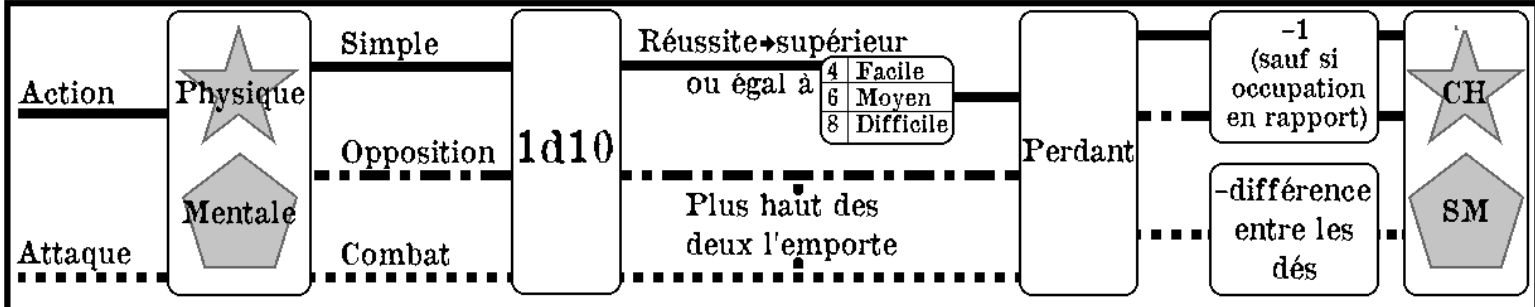 Action
Attaque
Physique
Mentale
Simple
Opposition
Combat
1d10
Réussite→supérieur
ou égal à
4 Facile
6 Moyen
8 Difficile
Plus haut des
deux l'emporte
Perdant
-1
(sauf si
occupation
en rapport)
-différence
entre les
dés
CH
SM